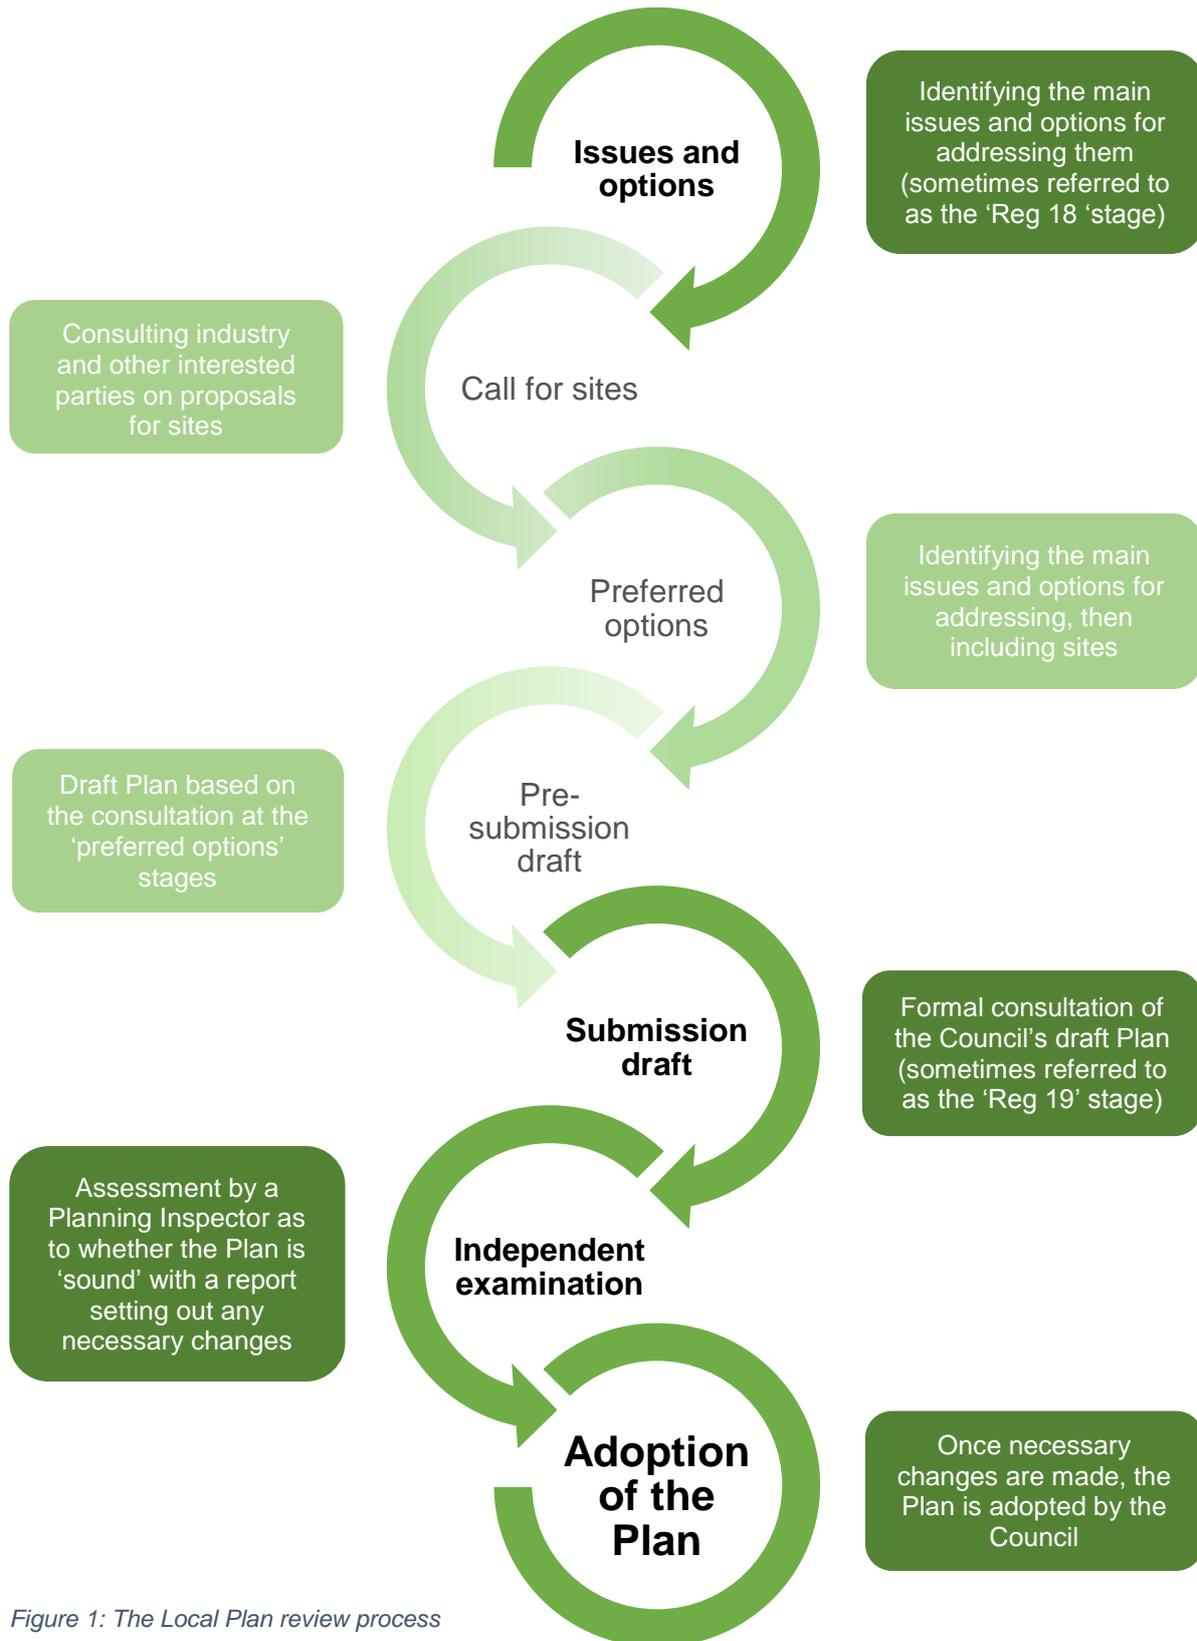 Issues and
options
Identifying the main
issues and options for
addressing them
(sometimes referred to
as the ‘Reg 18 ‘stage)
Call for sites
Consulting industry
and other interested
parties on proposals
for sites
Preferred
options
Identifying the main
issues and options for
addressing, then
including sites
Pre-
submission
draft
Draft Plan based on
the consultation at the
‘preferred options’
stages
Submission
draft
Formal consultation of
the Council’s draft Plan
(sometimes referred to
as the ‘Reg 19’ stage)
Independent
examination
Assessment by a
Planning Inspector as
to whether the Plan is
‘sound’ with a report
setting out any
necessary changes
Adoption
of the
Plan
Once necessary
changes are made, the
Plan is adopted by the
Council
Figure 1: The Local Plan review process